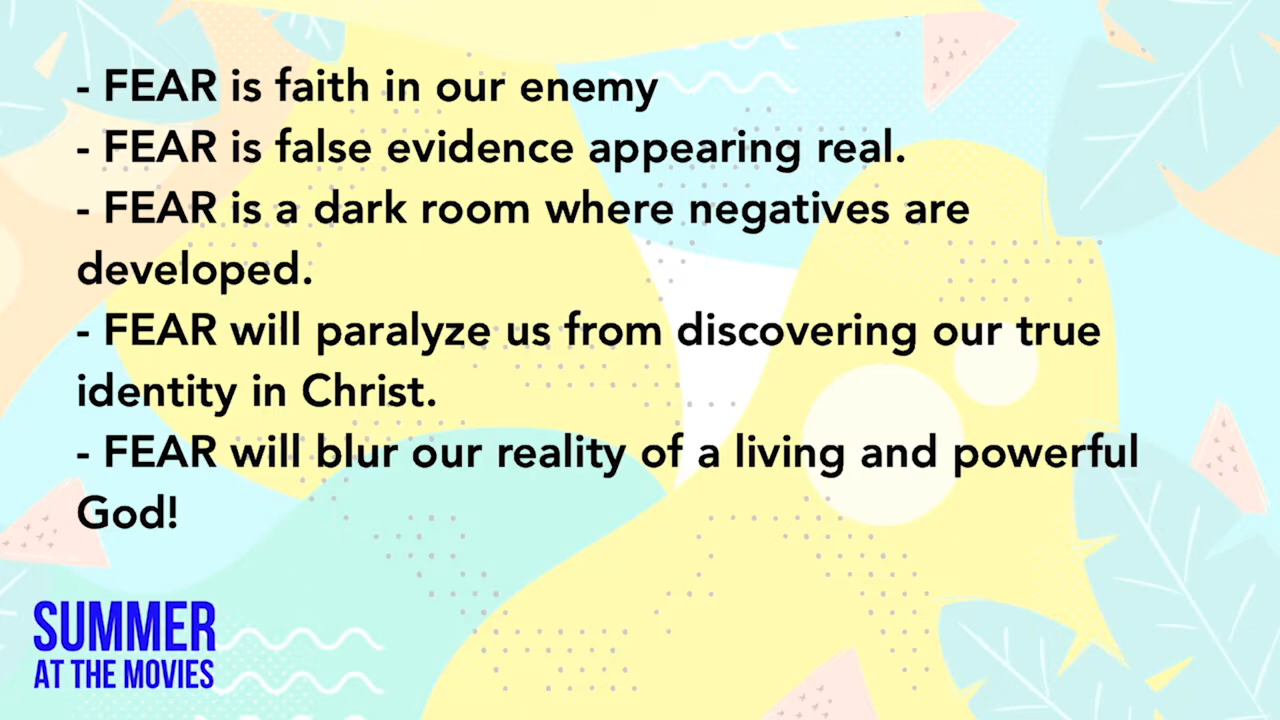 - FEAR is faith in our enemy
- FEAR is false evidence appearing real.
- FEAR is a dark room where negatives are
developed.
- FEAR will paralyze us from discovering our true
identity in Christ.
- FEAR will blur our reality of a living and powerful
God!
SUMMER
AT THE MOVIES